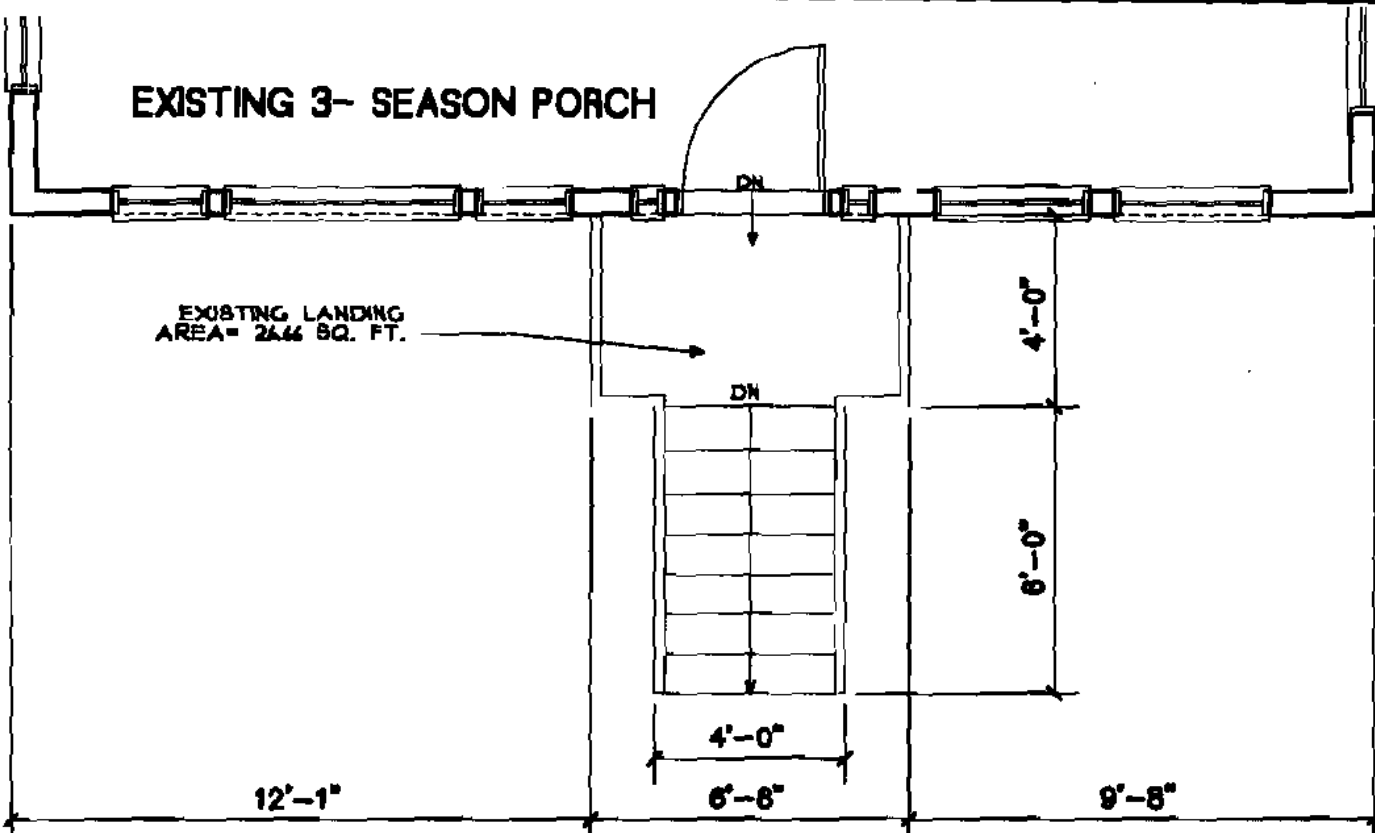 EXISTING 3- SEASON PORCH
DN
EXISTING LANDING
AREA= 26.66 SQ. FT.
4'-0"
DN
6'-0"
4'-0"
12'-1"
6'-8"
9'-8"